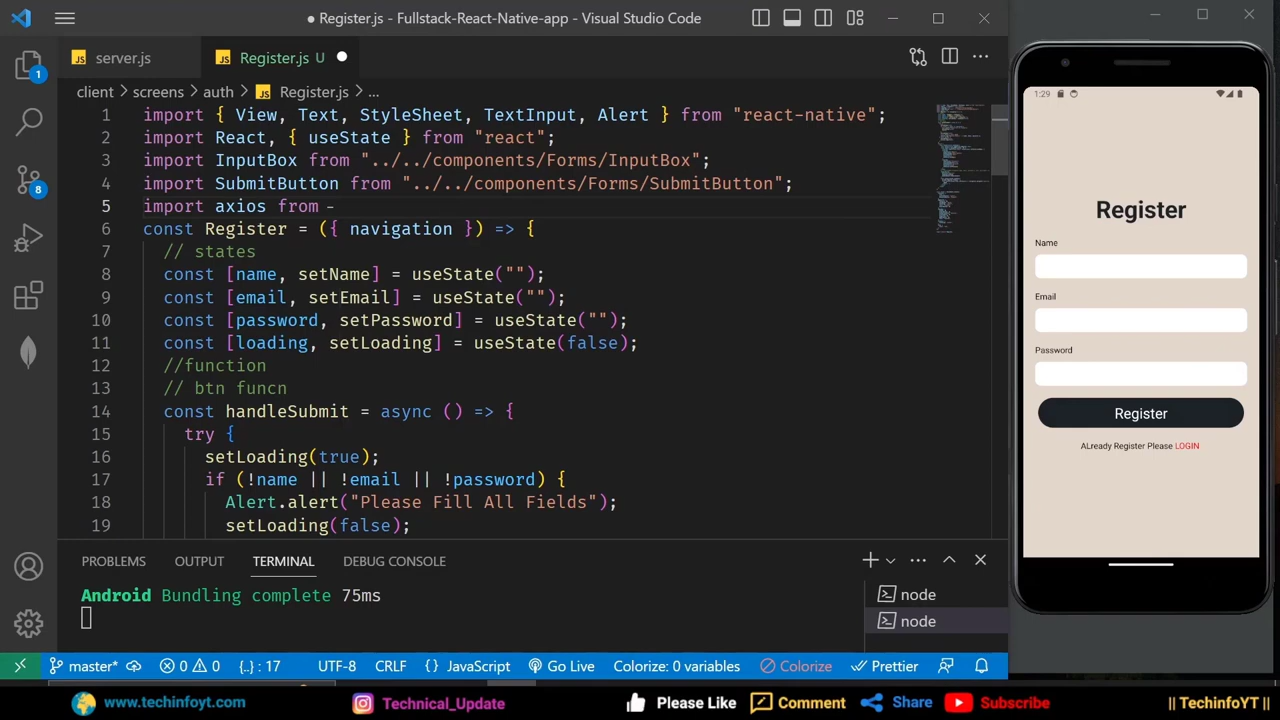 ● Register.js - Fullstack-React-Native-app - Visual Studio Code
JS server.js
JS Register.js U ●
client > screens > auth > JS Register.js > ...
1 import { View, Text, StyleSheet, TextInput, Alert } from "react-native";
2 import React, { useState } from "react";
3 import InputBox from "../../components/Forms/InputBox";
4 import SubmitButton from "../../components/Forms/SubmitButton";
5 import axios from -
6 const Register = ({ navigation }) => {
7 // states
8 const [name, setName] = useState("");
9 const [email, setEmail] = useState("");
10 const [password, setPassword] = useState("");
11 const [loading, setLoading] = useState(false);
12 //function
13 // btn funcn
14 const handleSubmit = async () => {
15 try {
16 setLoading(true);
17 if (!name || !email || !password) {
18 Alert.alert("Please Fill All Fields");
19 setLoading(false);
1
8
PROBLEMS OUTPUT TERMINAL DEBUG CONSOLE
Android Bundling complete 75ms
node
node
master* 0 0 {..} : 17 UTF-8 CRLF {} JavaScript Go Live Colorize: 0 variables Colorize Prettier
1:29
Register
Name
Email
Password
Register
ALready Register Please LOGIN
www.techinfoyt.com Technical_Update Please Like Comment Share Subscribe || TechinfoYT ||